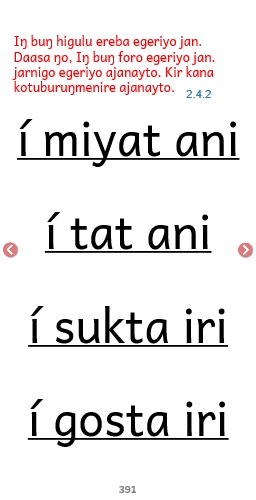 Iŋ buŋ higulu ereba egeriyo jan.
Daasa ŋo, Iŋ buŋ foro egeriyo jan.
jarnigo egeriyo ajanayto. Kir kana
kotuburuŋmenire ajanayto.
2.4.2
í miyat ani
í tat ani
í sukta iri
í gosta iri
391